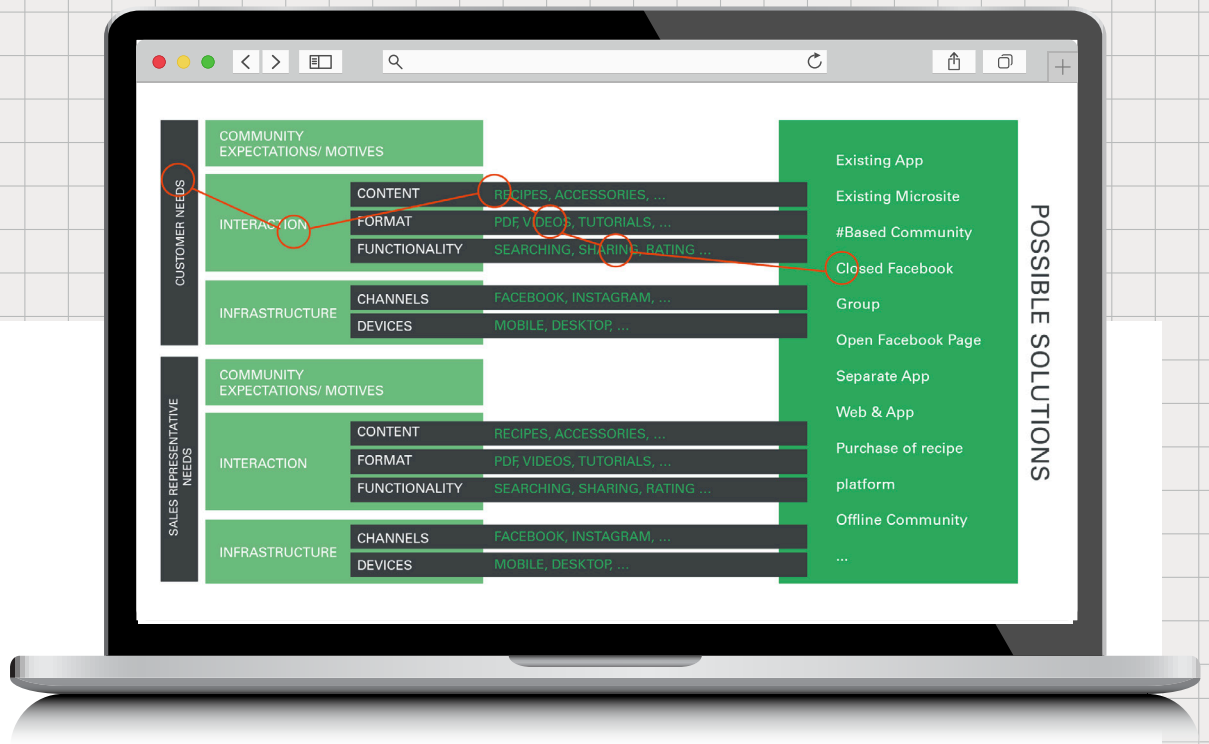 CUSTOMER NEEDS
COMMUNITY
EXPECTATIONS/ MOTIVES
INTERACTION
CONTENT
RECIPES, ACCESSORIES, ...
FORMAT
PDF, VIDEOS, TUTORIALS, ...
FUNCTIONALITY
SEARCHING, SHARING, RATING ...
INFRASTRUCTURE
CHANNELS
FACEBOOK, INSTAGRAM, ...
DEVICES
MOBILE, DESKTOP, ...
SALES REPRESENTATIVE
NEEDS
COMMUNITY
EXPECTATIONS/ MOTIVES
INTERACTION
CONTENT
RECIPES, ACCESSORIES, ...
FORMAT
PDF, VIDEOS, TUTORIALS, ...
FUNCTIONALITY
SEARCHING, SHARING, RATING ...
INFRASTRUCTURE
CHANNELS
FACEBOOK, INSTAGRAM, ...
DEVICES
MOBILE, DESKTOP, ...
Existing App
Existing Microsite
#Based Community
Closed Facebook
Group
Open Facebook Page
Separate App
Web & App
Purchase of recipe
platform
Offline Community
...
POSSIBLE SOLUTIONS